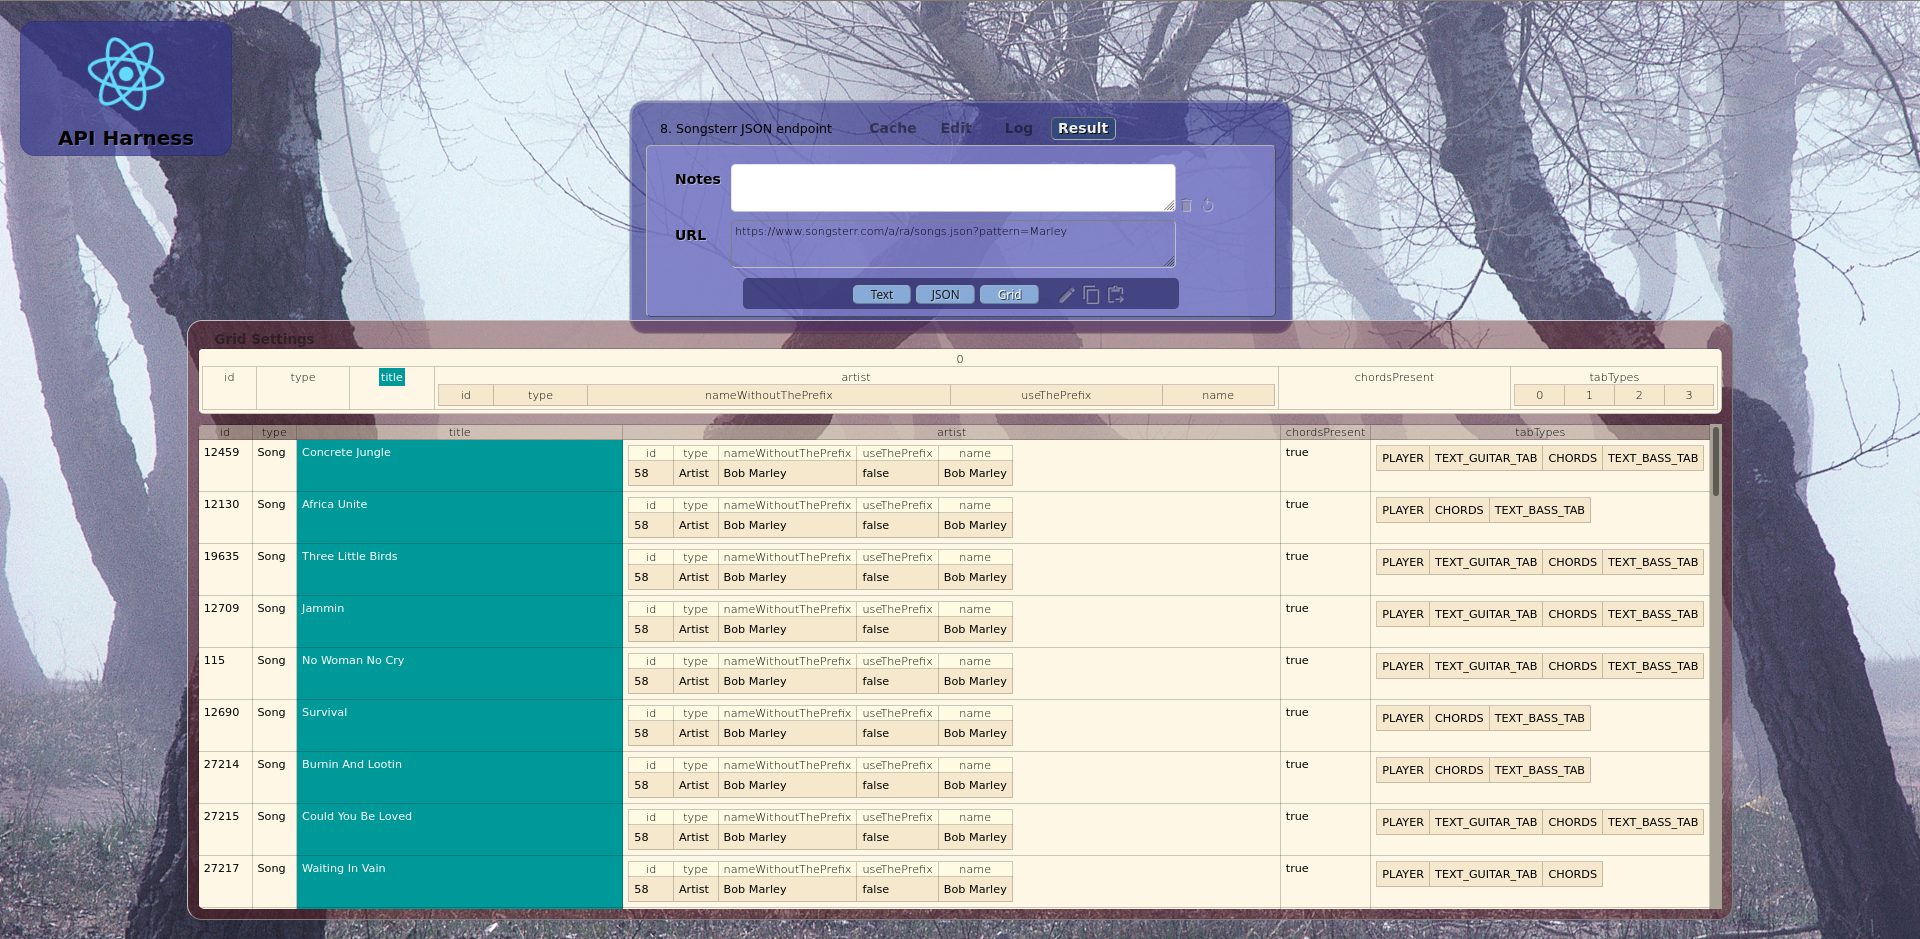 API Harness
8. Songsterr JSON endpoint Cache Edit Log Result
Notes
URL https://www.songsterr.com/a/ra/songs.json?pattern=Marley
Text JSON Grid
Grid Settings
0
id type title artist chordsPresent tabTypes
id type nameWithoutThePrefix useThePrefix name 0 1 2 3
id type title artist chordsPresent tabTypes
12459 Song Concrete Jungle id type nameWithoutThePrefix useThePrefix name true
58 Artist Bob Marley false Bob Marley PLAYER TEXT_GUITAR_TAB CHORDS TEXT_BASS_TAB
12130 Song Africa Unite id type nameWithoutThePrefix useThePrefix name true
58 Artist Bob Marley false Bob Marley PLAYER CHORDS TEXT_BASS_TAB
19635 Song Three Little Birds id type nameWithoutThePrefix useThePrefix name true
58 Artist Bob Marley false Bob Marley PLAYER TEXT_GUITAR_TAB CHORDS TEXT_BASS_TAB
12709 Song Jammin id type nameWithoutThePrefix useThePrefix name true
58 Artist Bob Marley false Bob Marley PLAYER TEXT_GUITAR_TAB CHORDS TEXT_BASS_TAB
115 Song No Woman No Cry id type nameWithoutThePrefix useThePrefix name true
58 Artist Bob Marley false Bob Marley PLAYER TEXT_GUITAR_TAB CHORDS TEXT_BASS_TAB
12690 Song Survival id type nameWithoutThePrefix useThePrefix name true
58 Artist Bob Marley false Bob Marley PLAYER CHORDS TEXT_BASS_TAB
27214 Song Burnin And Lootin id type nameWithoutThePrefix useThePrefix name true
58 Artist Bob Marley false Bob Marley PLAYER CHORDS TEXT_BASS_TAB
27215 Song Could You Be Loved id type nameWithoutThePrefix useThePrefix name true
58 Artist Bob Marley false Bob Marley PLAYER TEXT_GUITAR_TAB CHORDS TEXT_BASS_TAB
27217 Song Waiting In Vain id type nameWithoutThePrefix useThePrefix name true
58 Artist Bob Marley false Bob Marley PLAYER TEXT_GUITAR_TAB CHORDS